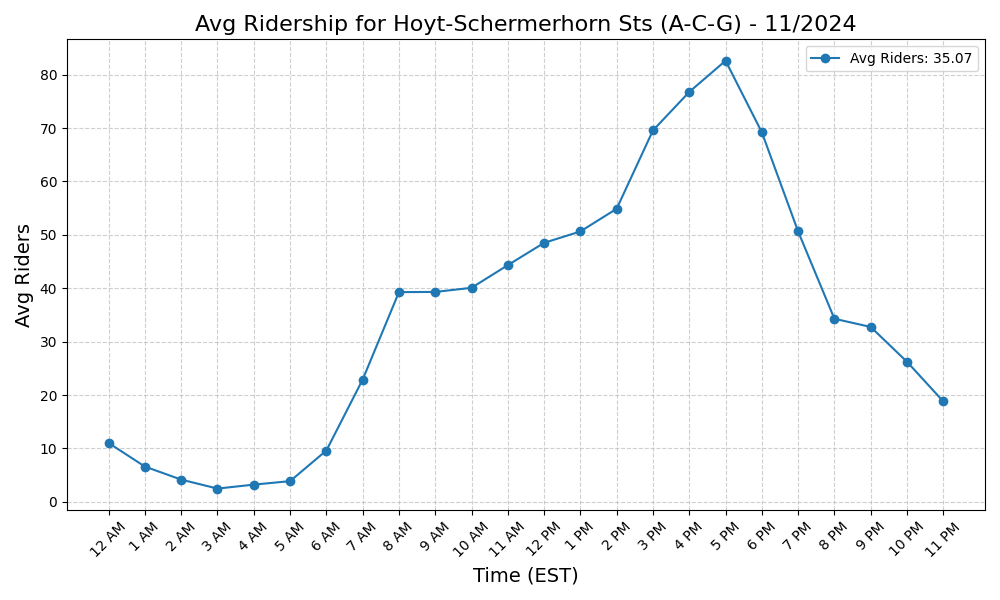 Avg Ridership for Hoyt-Schermerhorn Sts (A-C-G) - 11/2024
Avg Riders: 35.07
Avg Riders
80
70
60
50
40
30
20
10
0
12 AM
1 AM
2 AM
3 AM
4 AM
5 AM
6 AM
7 AM
8 AM
9 AM
10 AM
11 AM
12 PM
1 PM
2 PM
3 PM
4 PM
5 PM
6 PM
7 PM
8 PM
9 PM
10 PM
11 PM
Time (EST)